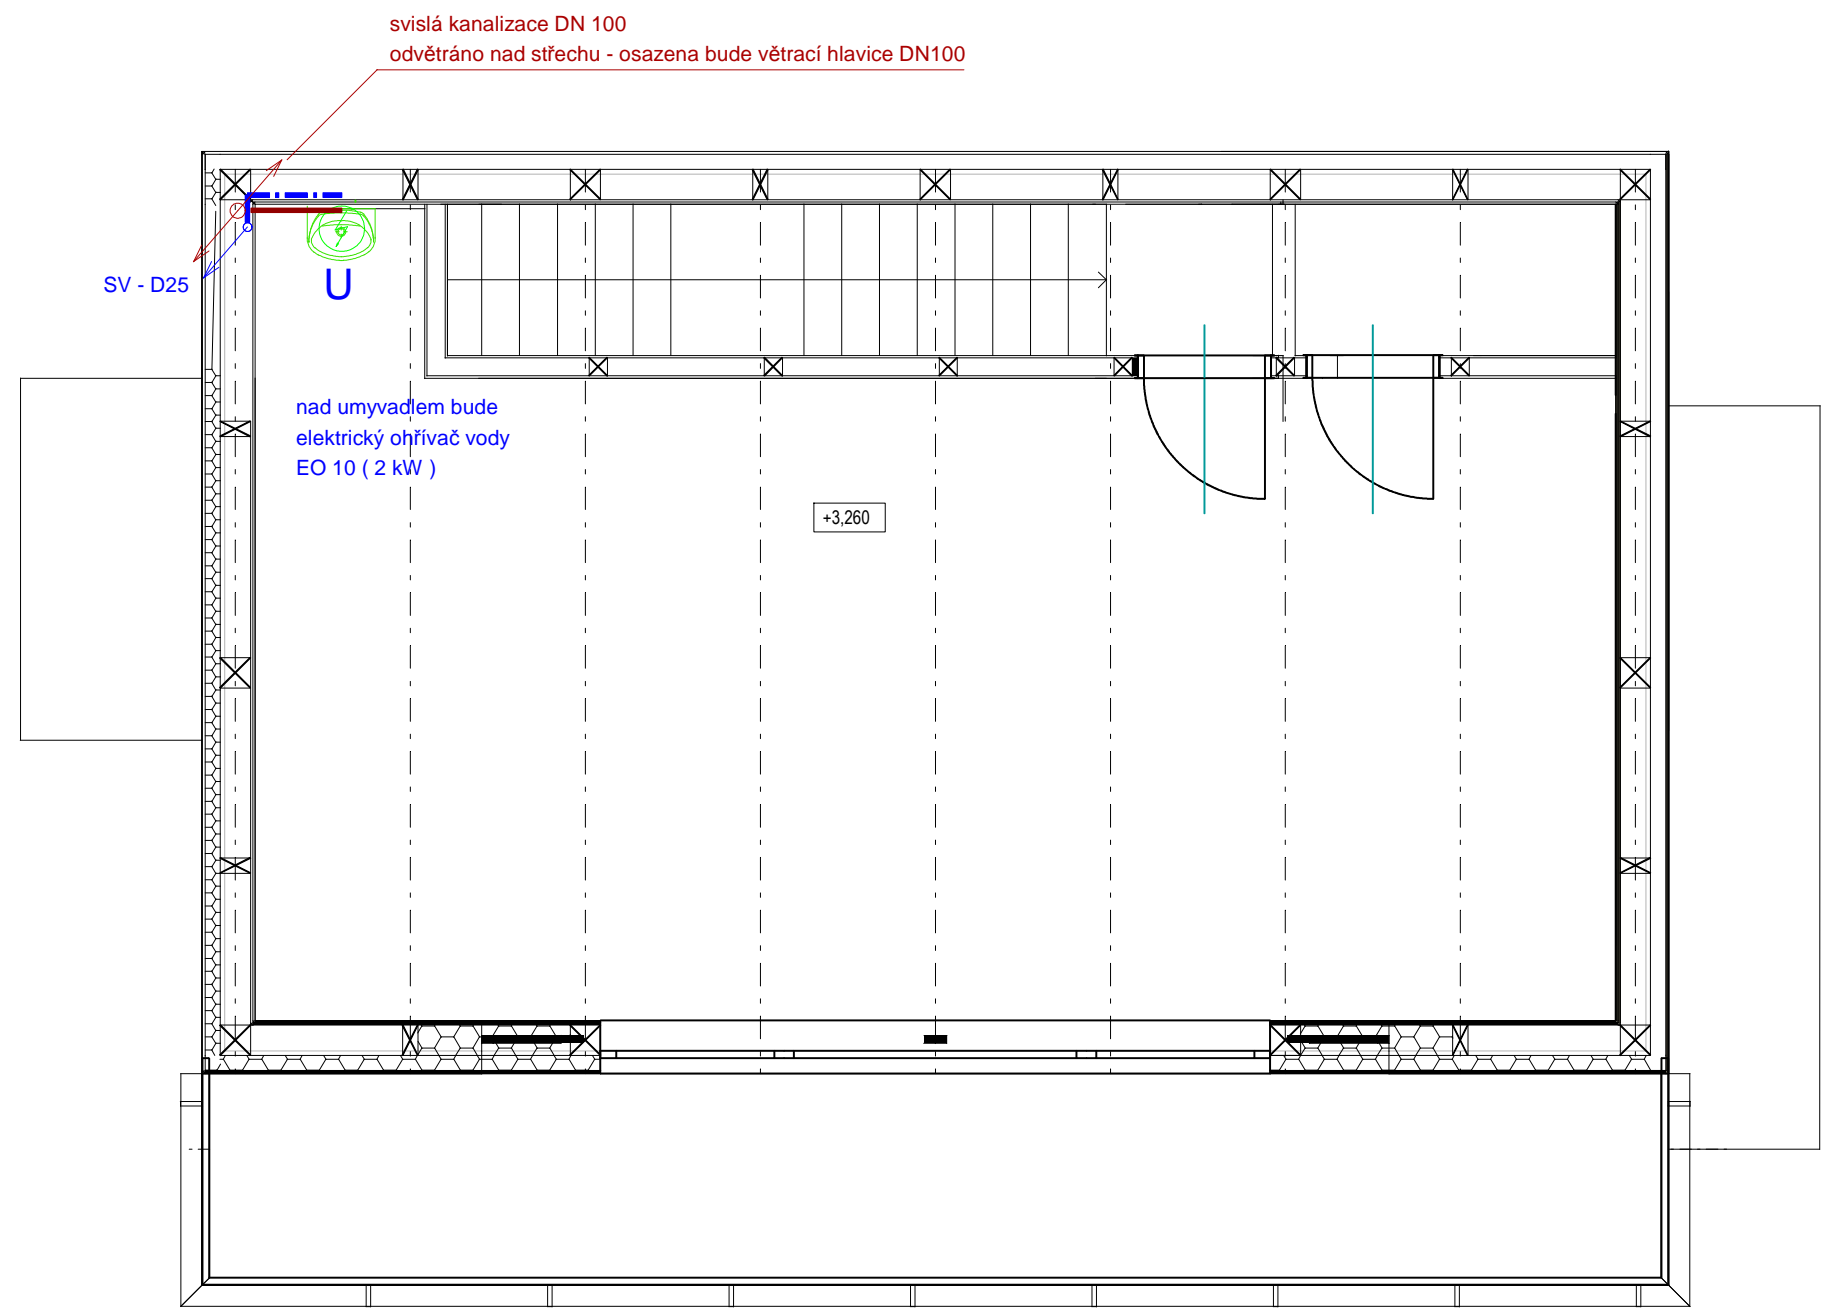 svislá kanalizace DN 100
odvětráno nad střechu - osazena bude větrací hlavice DN100
SV - D25
U
nad umyvadlem bude
elektrický ohřívač vody
EO 10 ( 2 kW )
+3,260